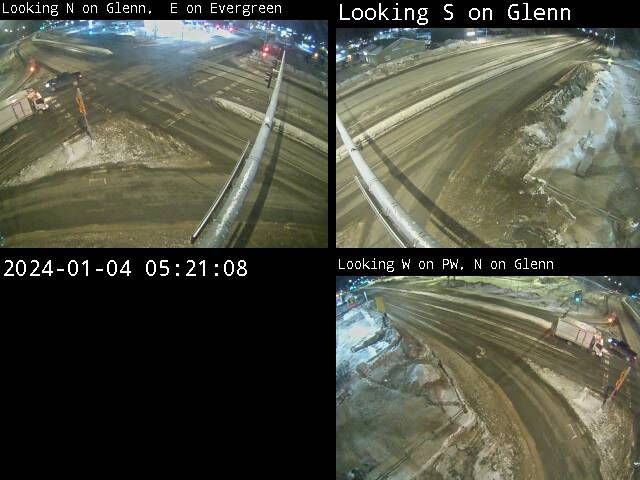 Looking N on Glenn,  E on Evergreen
Looking S on Glenn
2024-01-04 05:21:08
Looking W on PW, N on Glenn